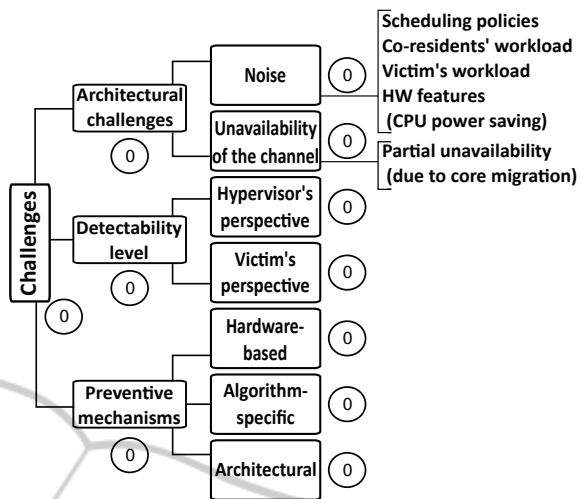 Challenges
0
Architectural
challenges
0
Noise
0
Scheduling policies
Co-residents' workload
Victim's workload
HW features
(CPU power saving)
Unavailability
of the channel
0
Partial unavailability
(due to core migration)
Detectability
level
0
Hypervisor's
perspective
0
Victim's
perspective
0
Preventive
mechanisms
0
Hardware-
based
0
Algorithm-
specific
0
Architectural
0